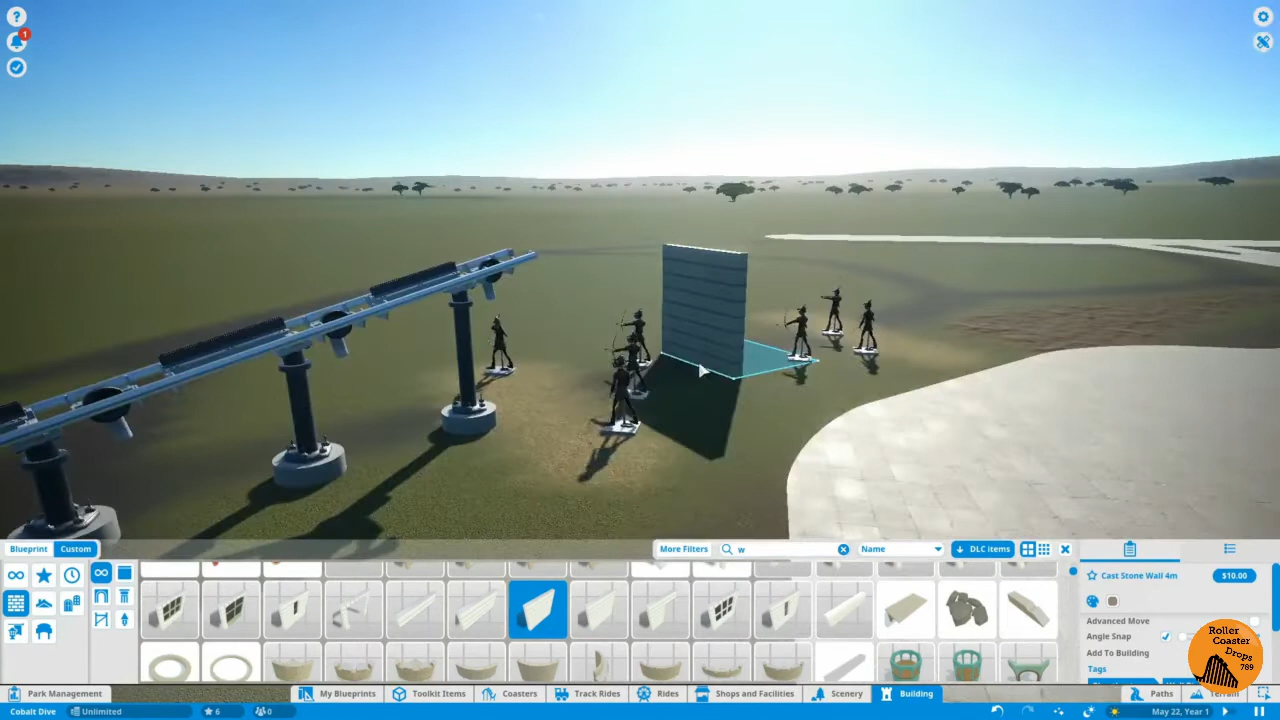 ?
1
Blueprint
Custom
More Filters
w
Name
DLC items
Cast Stone Wall 4m
$10.00
Advanced Move
Angle Snap
Add To Building
Tags
Roller
Coaster
Drops
789
Park Management
My Blueprints
Toolkit Items
Coasters
Track Rides
Rides
Shops and Facilities
Scenery
Building
Paths
Terrain
Cobalt Dive
Unlimited
6
0
May 22, Year 1